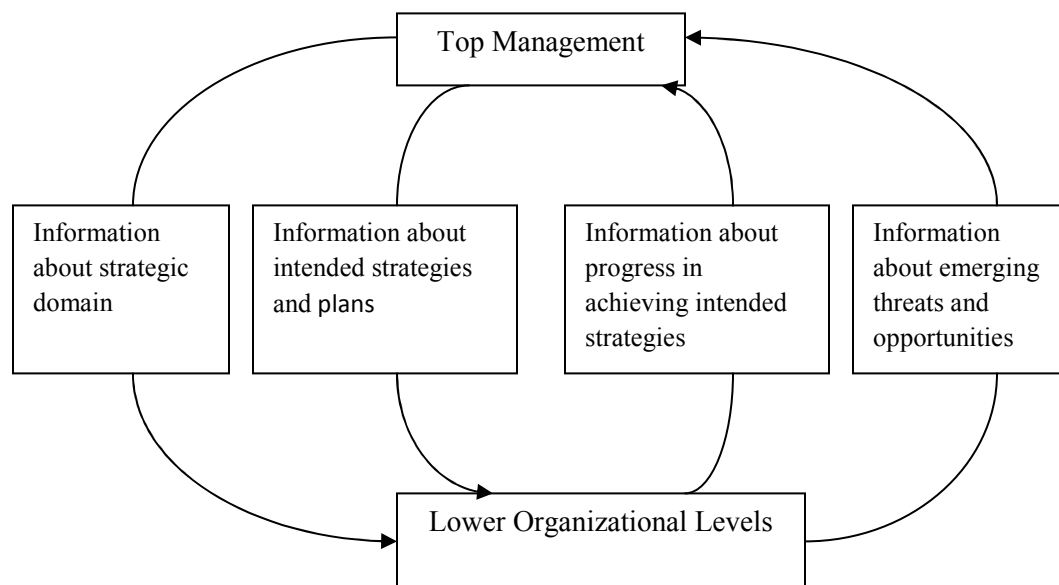 Top Management
Information
about strategic
domain
Information about
intended strategies
and plans
Information about
progress in
achieving intended
strategies
Information
about emerging
threats and
opportunities
Lower Organizational Levels